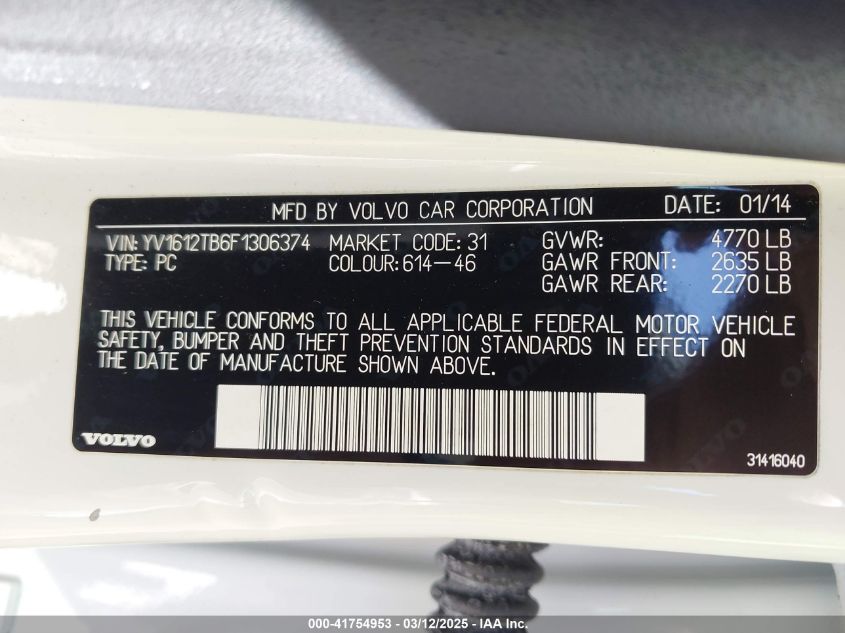 MFD BY VOLVO CAR CORPORATION DATE: 01/14
VIN: YV1612TB6F1306374 MARKET CODE: 31 GVWR: 4770 LB
TYPE: PC COLOUR: 614-46 GAWR FRONT: 2635 LB
GAWR REAR: 2270 LB
THIS VEHICLE CONFORMS TO ALL APPLICABLE FEDERAL MOTOR VEHICLE
SAFETY, BUMPER AND THEFT PREVENTION STANDARDS IN EFFECT ON
THE DATE OF MANUFACTURE SHOWN ABOVE.
VOLVO
31416040
000-41754953 - 03/12/2025 - IAA Inc.